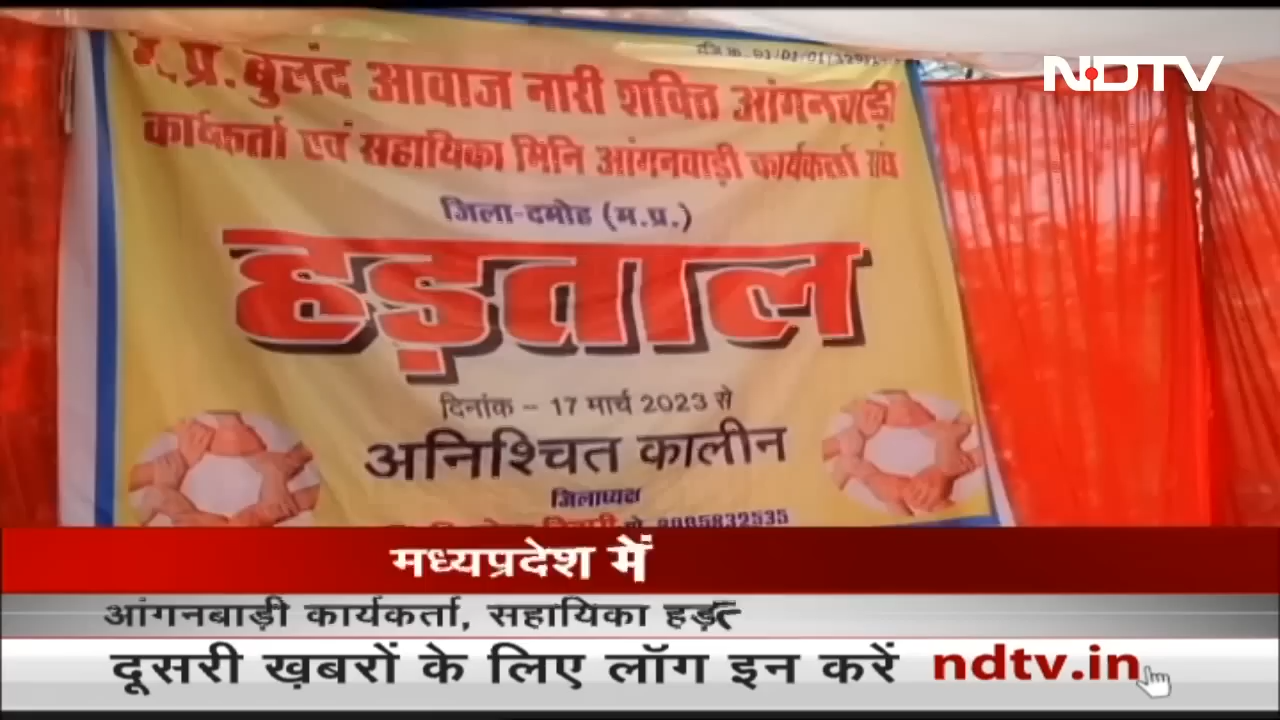 NDTV
म.प्र. बुलंद आवाज नारी शक्ति आंगनवाड़ी
कार्यकर्ता एवं सहायिका मिनि आंगनवाड़ी कार्यकर्ता संघ
जिला-दमोह (म.प्र.)
हड़ताल
दिनांक - 17 मार्च 2023 से
अनिश्चित कालीन
जिलाध्यक्ष
मध्यप्रदेश में
आंगनबाड़ी कार्यकर्ता, सहायिका
दूसरी ख़बरों के लिए लॉग इन करें ndtv.in